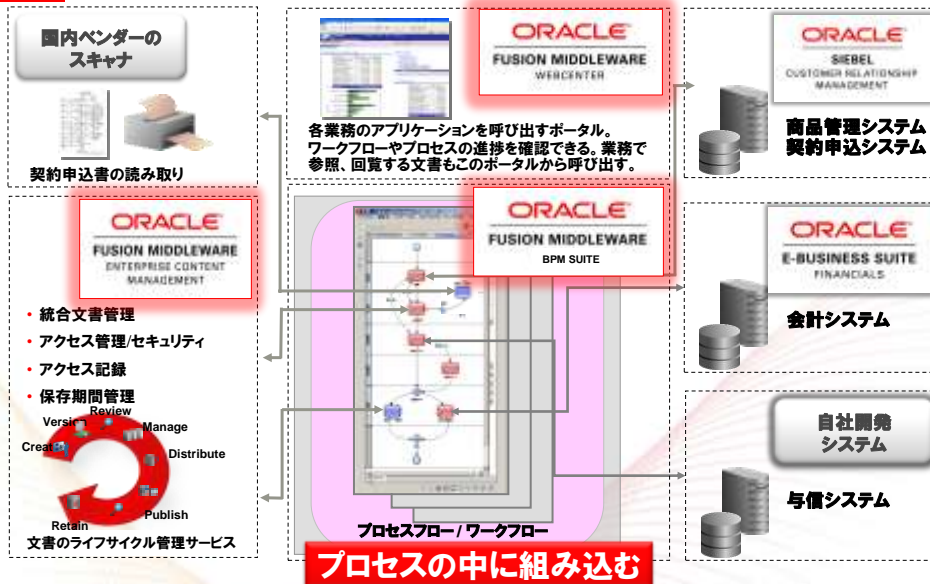 国内ベンダーの
スキャナ
契約申込書の読み取り
ORACLE
FUSION MIDDLEWARE
WEBCENTER
各業務のアプリケーションを呼び出すポータル。
ワークフローやプロセスの進捗を確認できる。業務で
参照、回覧する文書もこのポータルから呼び出す。
ORACLE
SIEBEL
CUSTOMER RELATIONSHIP
MANAGEMENT
商品管理システム
契約申込システム
ORACLE
FUSION MIDDLEWARE
ENTERPRISE CONTENT
MANAGEMENT
・統合文書管理
・アクセス管理/セキュリティ
・アクセス記録
・保存期間管理
Review
Version
Manage
Create
Distribute
Publish
Retain
文書のライフサイクル管理サービス
ORACLE
FUSION MIDDLEWARE
BPM SUITE
プロセスフロー / ワークフロー
プロセスの中に組み込む
ORACLE
E-BUSINESS SUITE
FINANCIALS
会計システム
自社開発
システム
与信システム